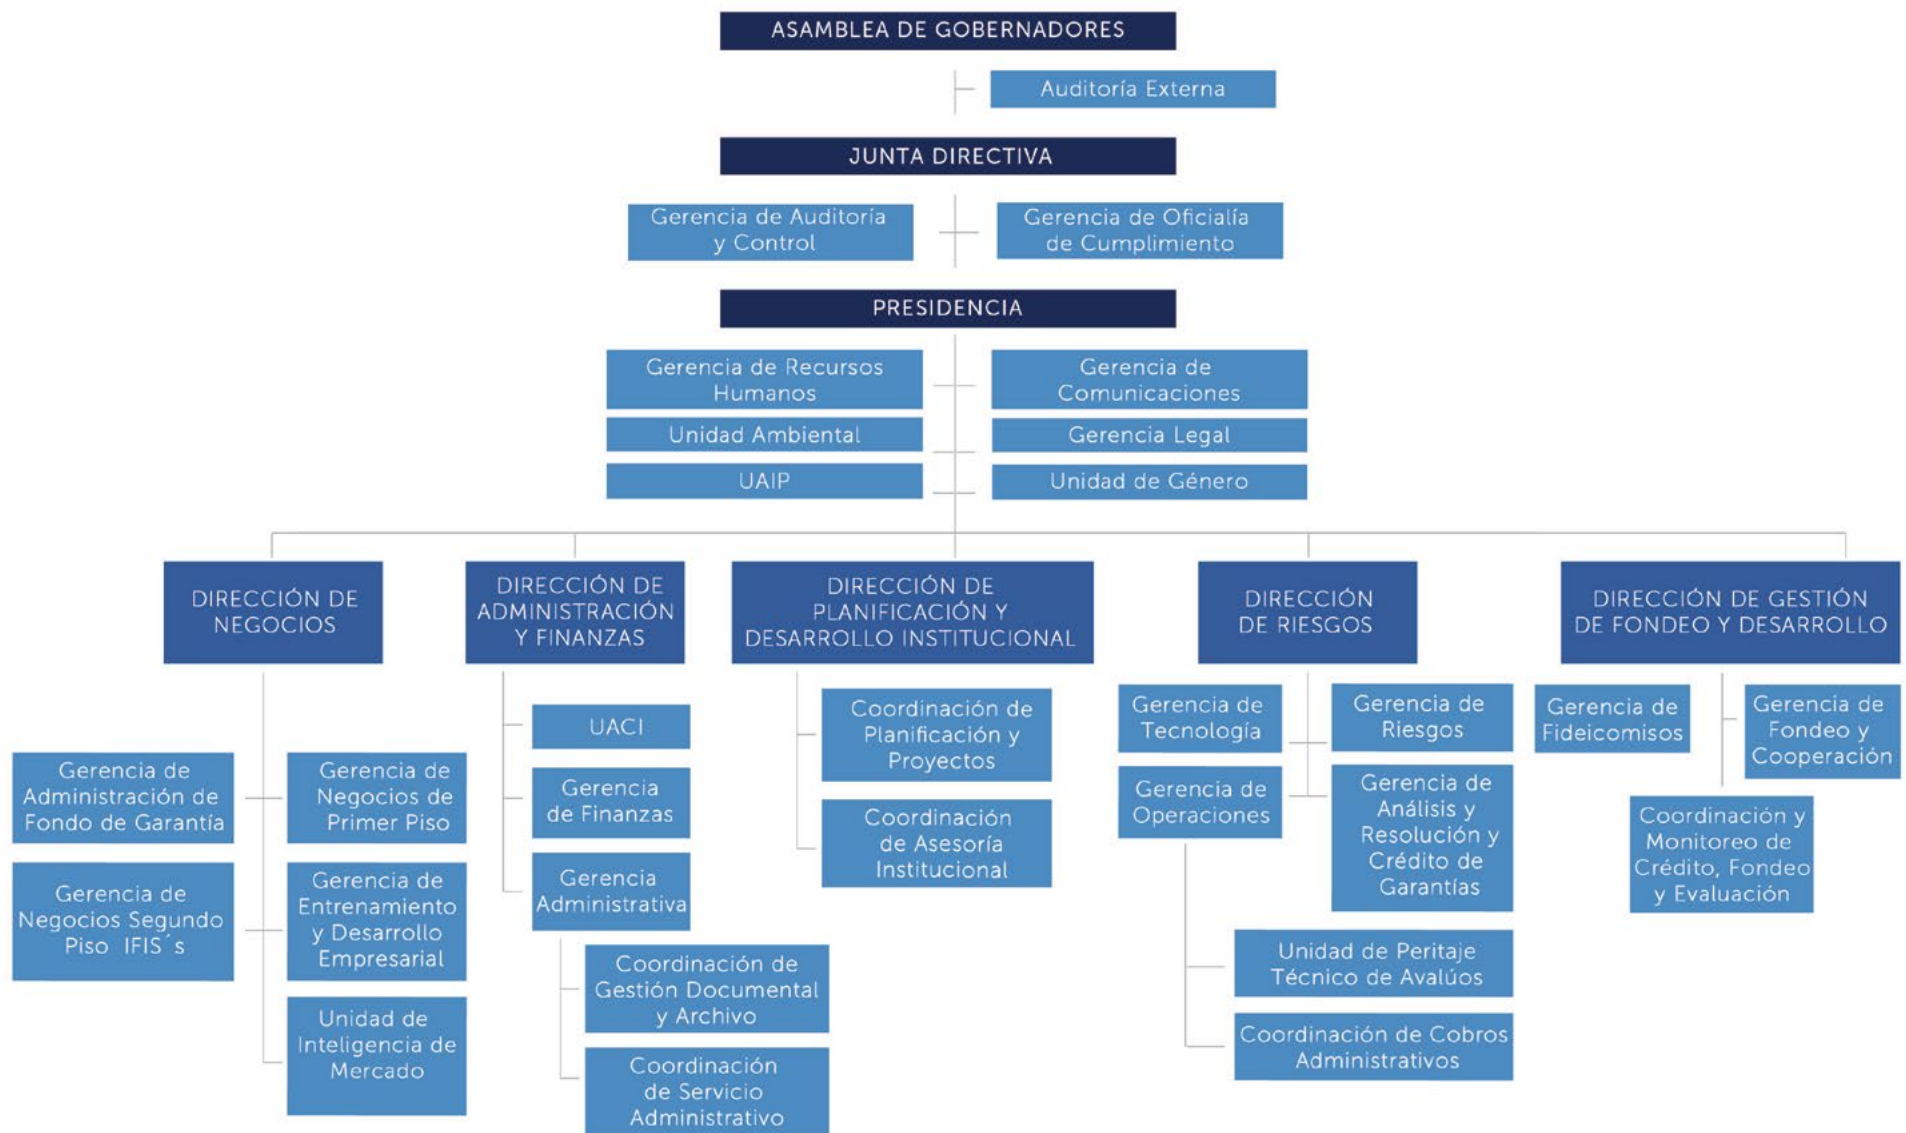 ASAMBLEA DE GOBERNADORES
Auditoría Externa
JUNTA DIRECTIVA
Gerencia de Auditoría
y Control
Gerencia de Oficialía
de Cumplimiento
PRESIDENCIA
Gerencia de Recursos
Humanos
Gerencia de
Comunicaciones
Unidad Ambiental
Gerencia Legal
UAIP
Unidad de Género
DIRECCIÓN DE
NEGOCIOS
Gerencia de
Administración de
Fondo de Garantía
Gerencia de
Negocios de
Primer Piso
Gerencia de
Negocios Segundo
Piso IFIS´s
Gerencia de
Entrenamiento
y Desarrollo
Empresarial
Unidad de
Inteligencia de
Mercado
DIRECCIÓN DE
ADMINISTRACIÓN
Y FINANZAS
UACI
Gerencia
de Finanzas
Gerencia
Administrativa
Coordinación de
Gestión Documental
y Archivo
Coordinación
de Servicio
Administrativo
DIRECCIÓN DE
PLANIFICACIÓN Y
DESARROLLO INSTITUCIONAL
Coordinación de
Planificación y
Proyectos
Coordinación
de Asesoría
Institucional
DIRECCIÓN
DE RIESGOS
Gerencia de
Tecnología
Gerencia de
Riesgos
Gerencia de
Operaciones
Gerencia de
Análisis y
Resolución y
Crédito de
Garantías
Unidad de Peritaje
Técnico de Avalúos
Coordinación de Cobros
Administrativos
DIRECCIÓN DE GESTIÓN
DE FONDEO Y DESARROLLO
Gerencia de
Fideicomisos
Gerencia de
Fondeo y
Cooperación
Coordinación y
Monitoreo de
Crédito, Fondeo
y Evaluación